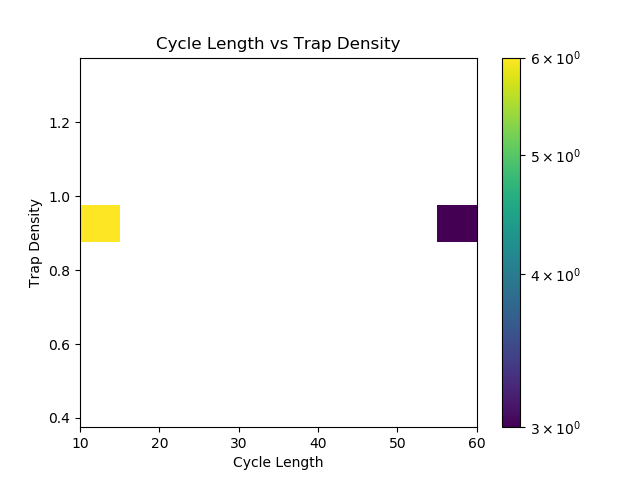 Cycle Length vs Trap Density
Trap Density
1.2
1.0
0.8
0.6
0.4
10 20 30 40 50 60
Cycle Length
6 × 10⁰
5 × 10⁰
4 × 10⁰
3 × 10⁰